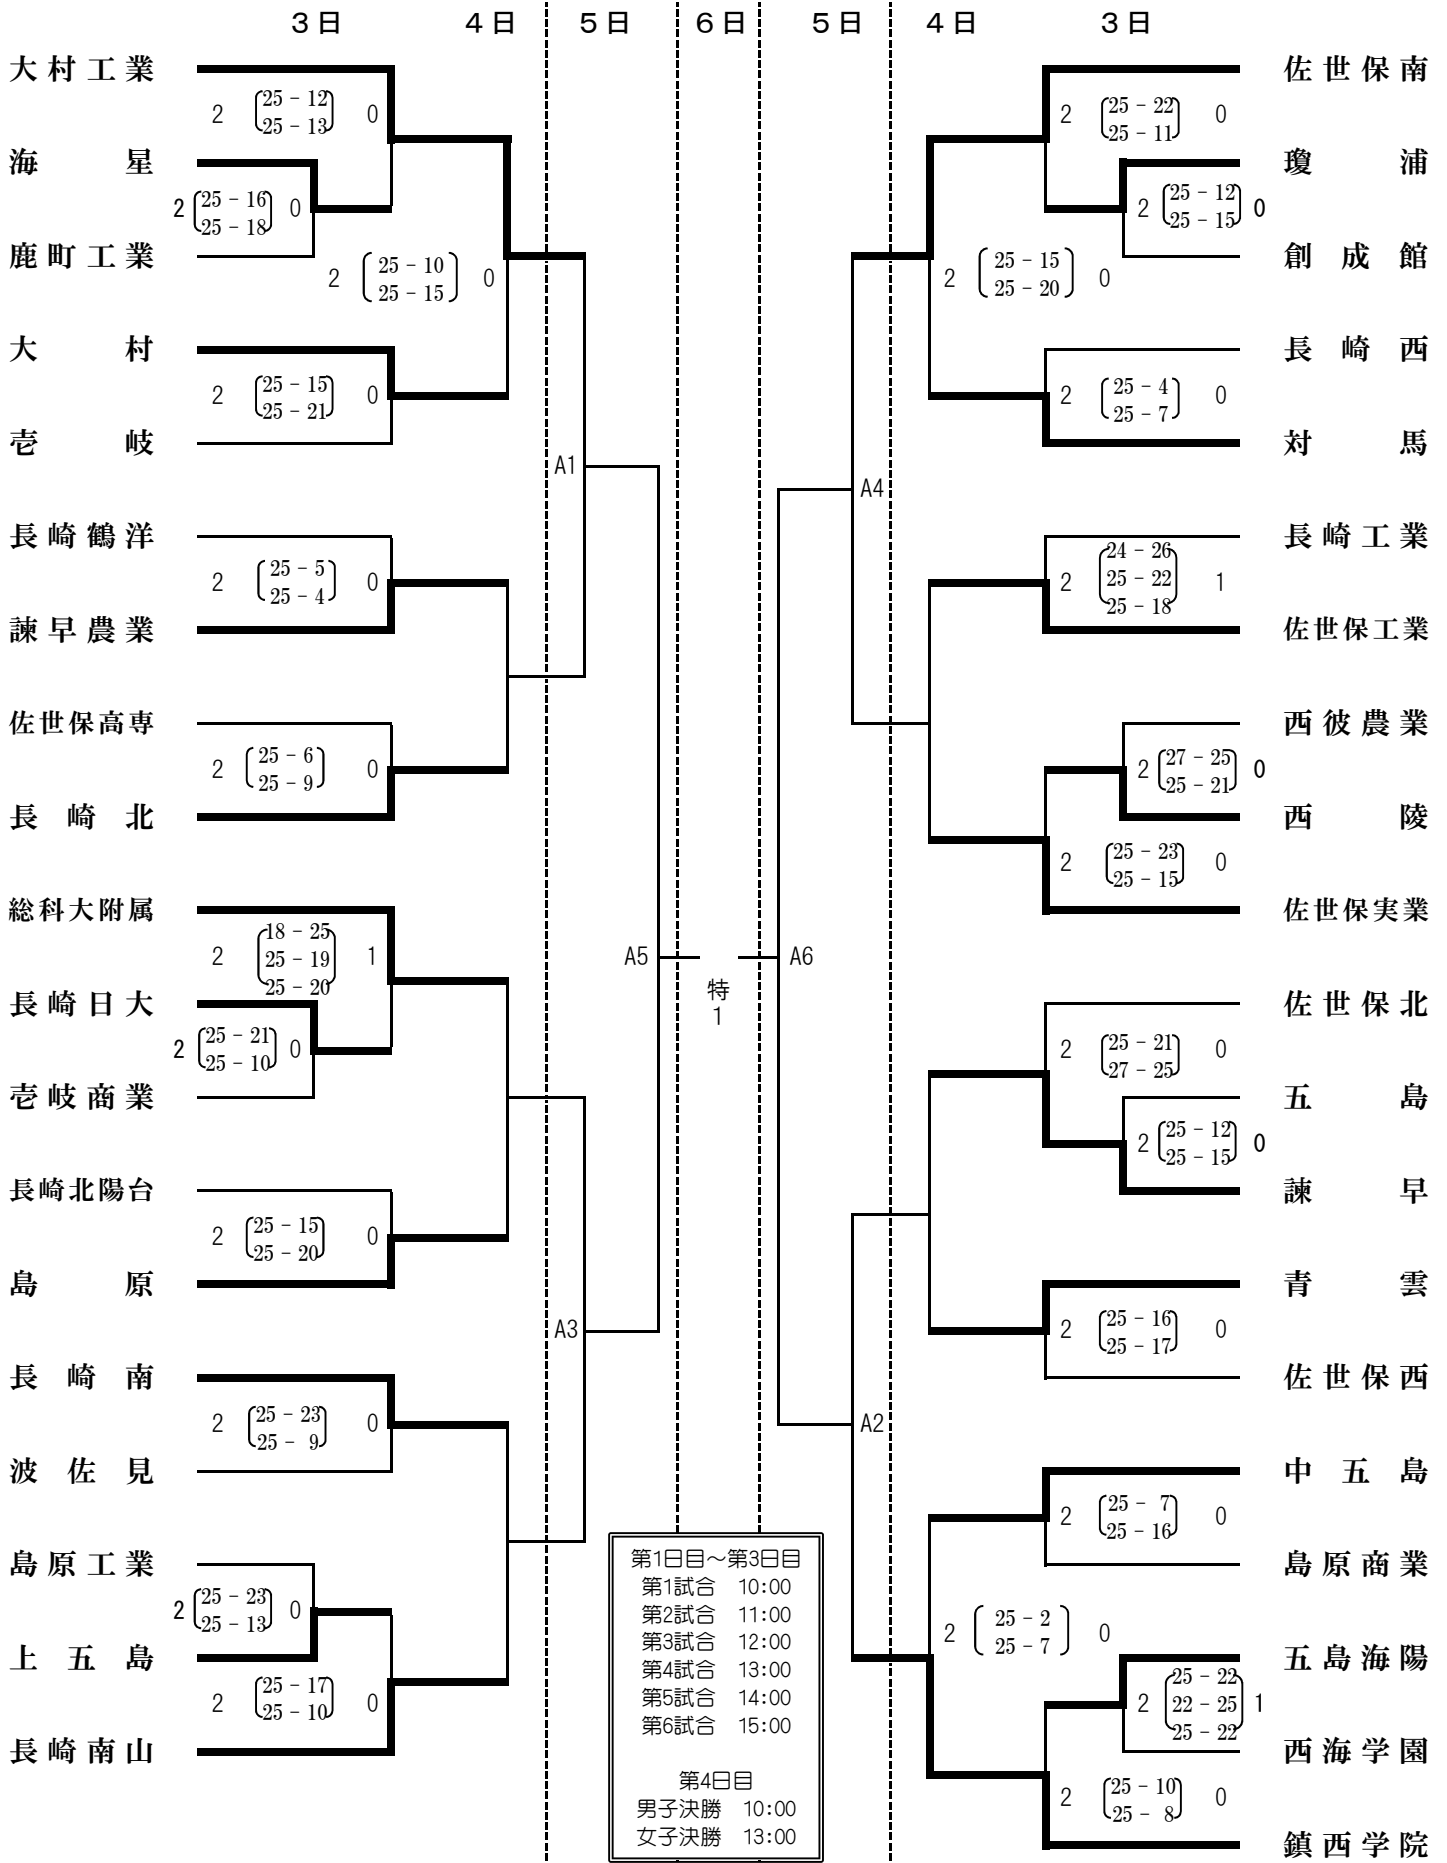 3日 4日 5日 6日 5日 4日 3日
大村工業
2 25 - 12 0
25 - 13
海星
2 25 - 16 0
25 - 18
鹿町工業
2 25 - 10 0
25 - 15
大村
2 25 - 15 0
25 - 21
壱岐
A1
長崎鶴洋
2 25 - 5 0
25 - 4
諫早農業
佐世保高専
2 25 - 6 0
25 - 9
長崎北
総科大附属
2 18 - 25 1
25 - 19
25 - 20
A5
長崎日大
2 25 - 21 0
25 - 10
壱岐商業
長崎北陽台
2 25 - 15 0
25 - 20
島原
A3
長崎南
2 25 - 23 0
25 - 9
波佐見
島原工業
2 25 - 23 0
25 - 13
上五島
2 25 - 17 0
25 - 10
長崎南山
特
1
佐世保南
2 25 - 22 0
25 - 11
瓊浦
2 25 - 12 0
25 - 15
創成館
2 25 - 15 0
25 - 20
長崎西
2 25 - 4 0
25 - 7
対馬
A4
長崎工業
2 24 - 26 1
25 - 22
25 - 18
佐世保工業
西彼農業
2 27 - 25 0
25 - 21
西陵
2 25 - 23 0
25 - 15
佐世保実業
A6
佐世保北
2 25 - 21 0
27 - 25
五島
2 25 - 12 0
25 - 15
諫早
青雲
2 25 - 16 0
25 - 17
佐世保西
A2
中五島
2 25 - 7 0
25 - 16
島原商業
2 25 - 2 0
25 - 7
五島海陽
2 25 - 22 1
22 - 25
25 - 22
西海学園
2 25 - 10 0
25 - 8
鎮西学院
第1日目～第3日目
第1試合 10:00
第2試合 11:00
第3試合 12:00
第4試合 13:00
第5試合 14:00
第6試合 15:00
第4日目
男子決勝 10:00
女子決勝 13:00